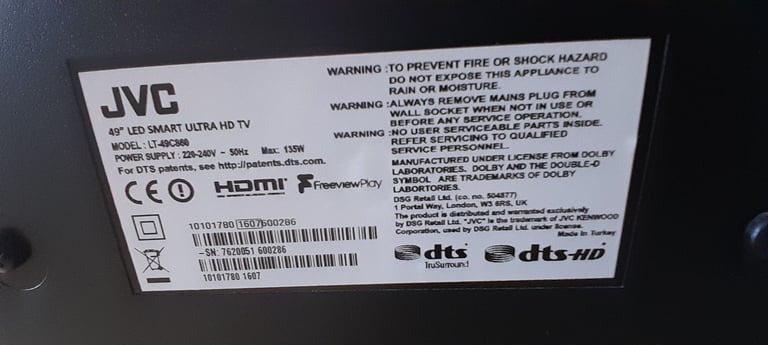 JVC
49" LED SMART ULTRA HD TV
MODEL : LT-49C860
POWER SUPPLY : 220-240V ~ 50Hz Max: 135W
For DTS patents, see http://patents.dts.com.
CE HDMI FreeviewPlay
10101780 1607 600286
-SN: 7620051 600286
10101780 1607
WARNING :TO PREVENT FIRE OR SHOCK HAZARD
DO NOT EXPOSE THIS APPLIANCE TO
RAIN OR MOISTURE.
WARNING :ALWAYS REMOVE MAINS PLUG FROM
WALL SOCKET WHEN NOT IN USE OR
BEFORE ANY SERVICE OPERATION.
WARNING :NO USER SERVICEABLE PARTS INSIDE.
REFER SERVICING TO QUALIFIED
SERVICE PERSONNEL.
MANUFACTURED UNDER LICENSE FROM DOLBY
LABORATORIES. DOLBY AND THE DOUBLE-D
SYMBOL ARE TRADEMARKS OF DOLBY
LABORTORIES.
DSG Retail Ltd. (co. no. 504877)
1 Portal Way, London, W3 6RS, UK
The product is distributed and warranted exclusively
by DSG Retail Ltd. "JVC" is the trademark of JVC KENWOOD
Corporation, used by DSG Retail Ltd. under license.
Made in Turkey
dts TruSurround
dts-HD